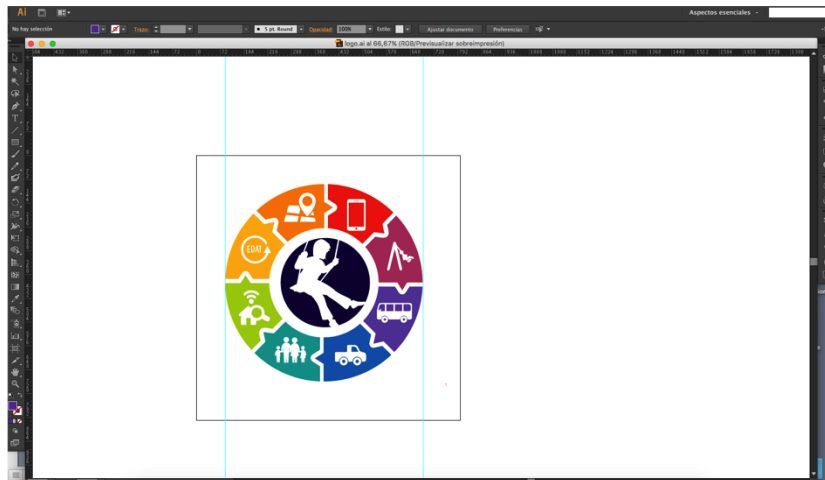 Ai
Aspectos esenciales
No hay selección
Trazo:
5 pt. Round
Opacidad:
100%
Estilo:
Ajustar documento
Preferencias
logo.ai al 66,67% (RGB/Previsualizar sobreimpresión)
EDAT